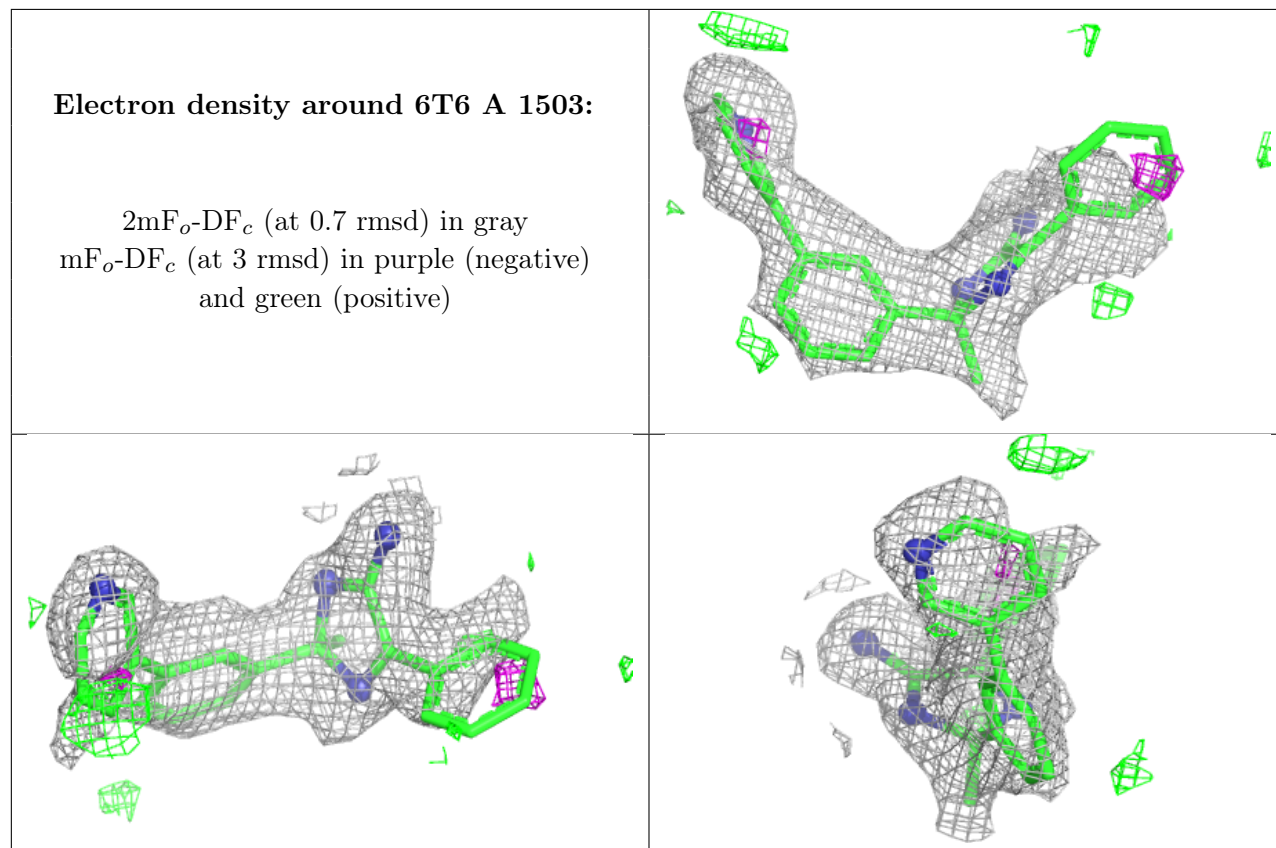 Electron density around 6T6 A 1503:
2mFo-DFc (at 0.7 rmsd) in gray
mFo-DFc (at 3 rmsd) in purple (negative)
and green (positive)